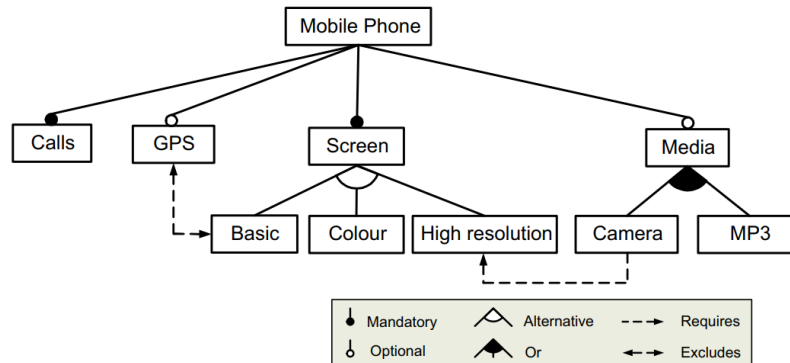 Mobile Phone
Calls GPS Screen Media
Basic Colour High resolution Camera MP3
Mandatory Alternative Requires
Optional Or Excludes